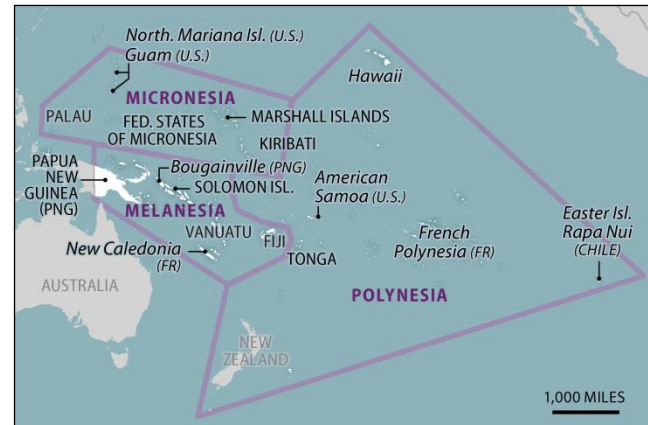 North. Mariana Isl. (U.S.)
Guam (U.S.)
Hawaii
MICRONESIA
PALAU
FED. STATES
OF MICRONESIA
MARSHALL ISLANDS
KIRIBATI
PAPUA
NEW
GUINEA
(PNG)
Bougainville (PNG)
SOLOMON ISL.
American
Samoa (U.S.)
MELANESIA
VANUATU
FIJI
TONGA
New Caledonia
(FR)
French
Polynesia (FR)
Easter Isl.
Rapa Nui
(CHILE)
AUSTRALIA
POLYNESIA
NEW
ZEALAND
1,000 MILES